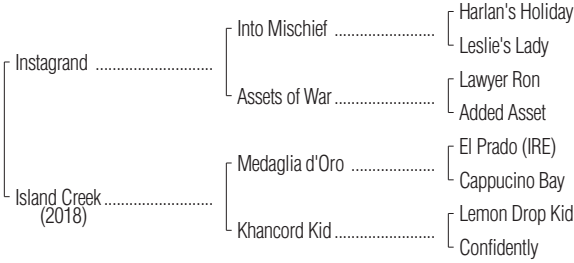 Harlan's Holiday
Into Mischief ....................
Leslie's Lady
Instagrand .......................
Lawyer Ron
Assets of War ....................
Added Asset
El Prado (IRE)
Medaglia d'Oro .................
Cappucino Bay
Island Creek .....................
(2018)
Lemon Drop Kid
Khancord Kid ....................
Confidently